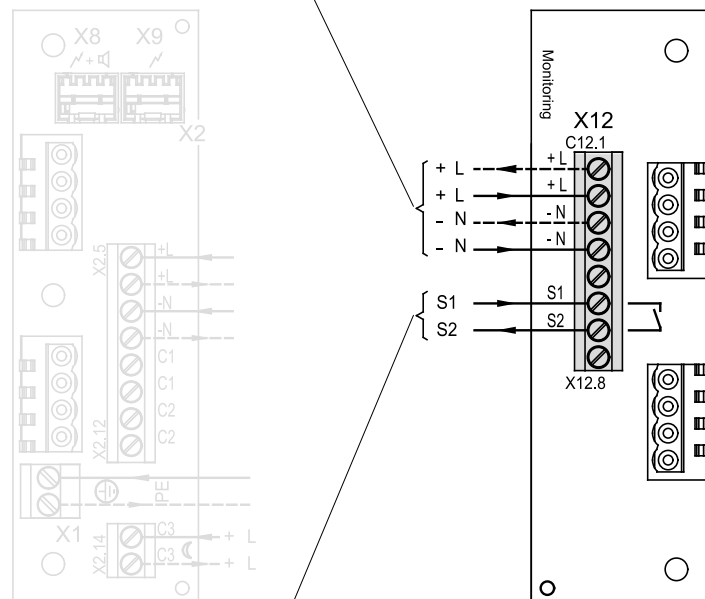 X8 X9
+
X2
X2.5
+L
+L
-N
-N
C1
C1
C2
C2
X2.12
PE
X1
X2.14
C3 + L
C3 + L
Monitoring
X12
C12.1
+ L +L
+ L +L
- N - N
- N - N
S1 S1
S2 S2
X12.8